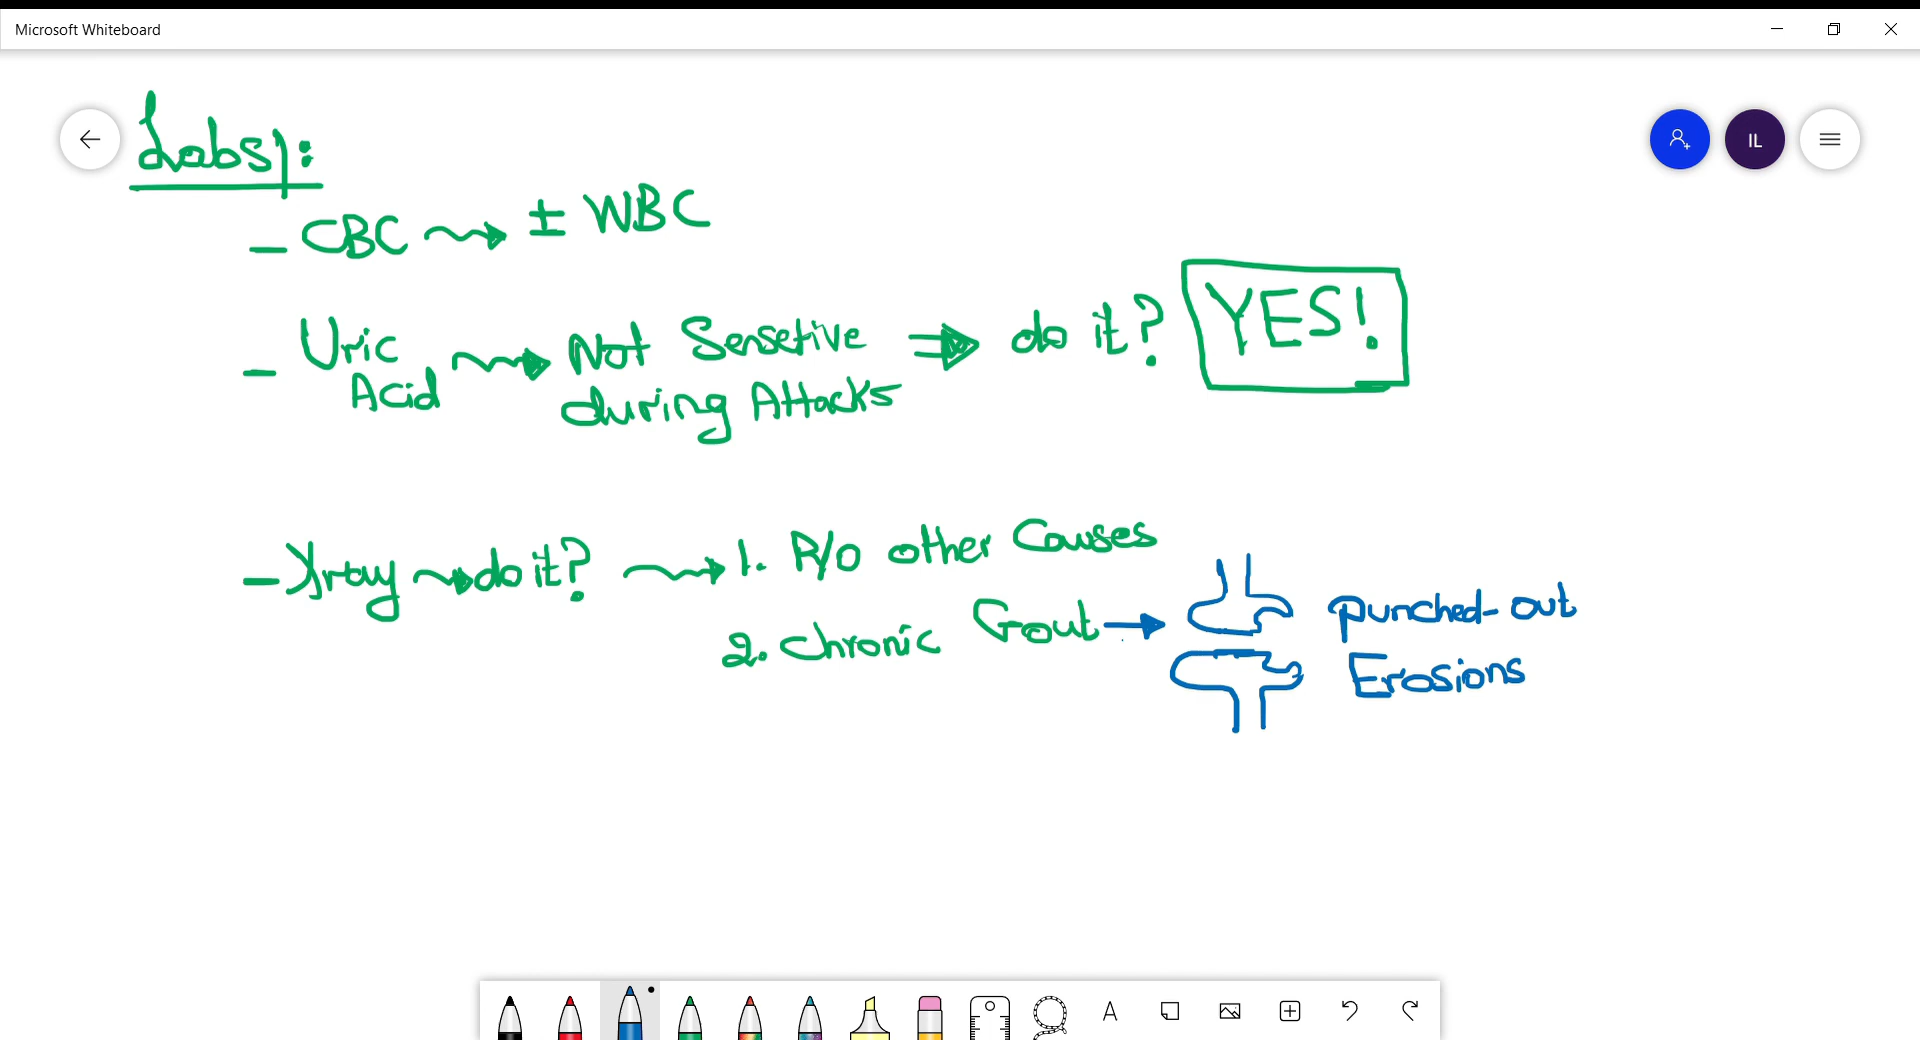 Microsoft Whiteboard
Labs:
IL
- CBC → ± WBC
- Uric Acid → Not Sensetive during Attacks ⇒ do it? YES!
- Xray → do it? → 1. R/o other Causes
2. Chronic Gout → punched-out Erosions
A